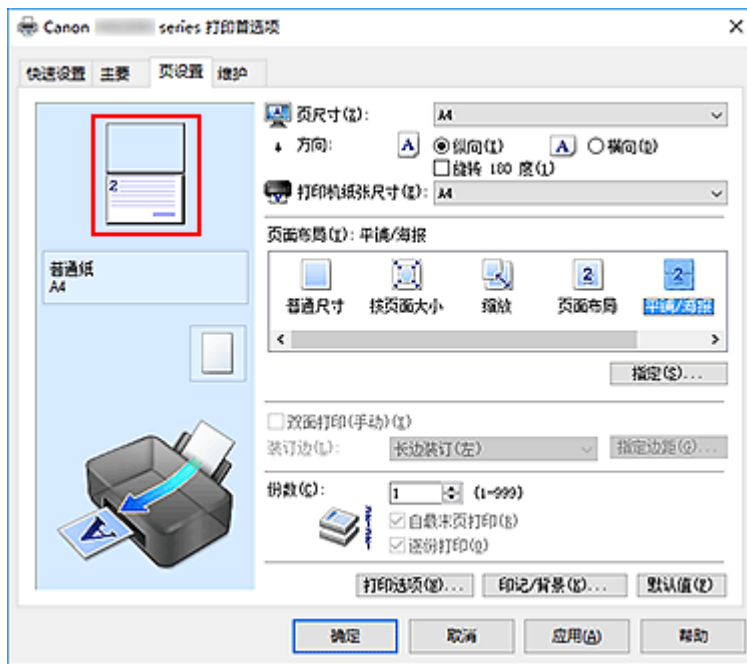 Canon series 打印首选项
快速设置 主要 页设置 维护
页尺寸(Z): A4
方向: A 纵向(I) A 横向(D)
旋转 180 度(1)
打印机纸张尺寸(E): A4
页面布局(I): 平铺/海报
普通尺寸 按页面大小 缩放 页面布局 平铺/海报
2
2
2
普通纸
A4
指定(S)...
双面打印(手动)(X)
装订边(L): 长边装订(左) 指定边距(G)...
份数(C): 1 (1-999)
自最末页打印(B)
逐份打印(O)
A
打印选项(N)... 印记/背景(K)... 默认值(F)
确定 取消 应用(A) 帮助